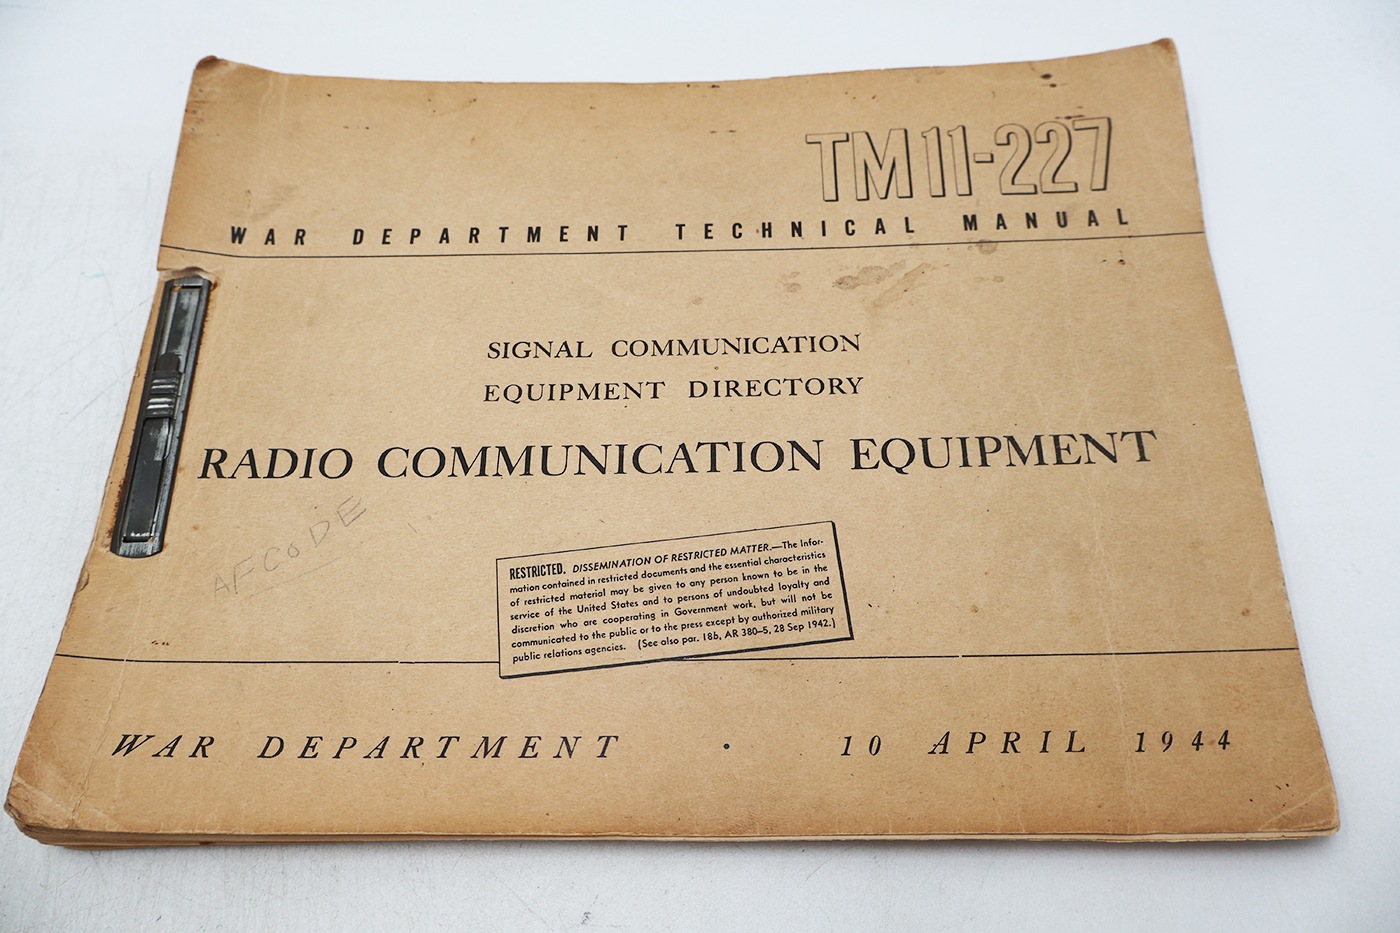 TM11-227
WAR DEPARTMENT TECHNICAL MANUAL
SIGNAL COMMUNICATION
EQUIPMENT DIRECTORY
RADIO COMMUNICATION EQUIPMENT
AFCODE
RESTRICTED. DISSEMINATION OF RESTRICTED MATTER.—The infor-
mation contained in restricted documents and the essential characteristics
of restricted material may be given to any person known to be in the
service of the United States and to persons of undoubted loyalty and
discretion who are cooperating in Government work, but will not be
communicated to the public or to the press except by authorized military
public relations agencies. (See also par. 18b, AR 380–5, 28 Sep 1942.)
WAR DEPARTMENT • 10 APRIL 1944